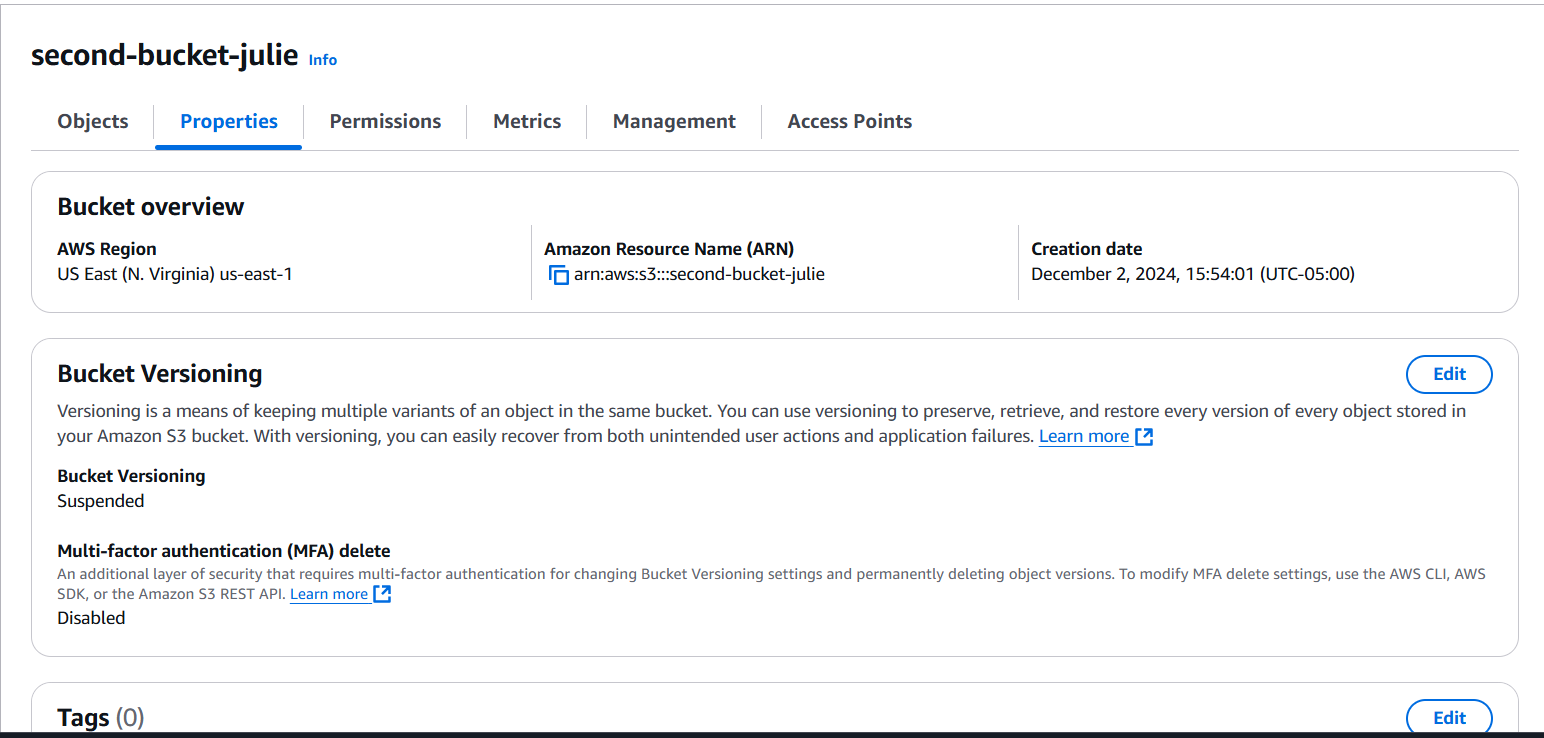 second-bucket-julie Info
Objects Properties Permissions Metrics Management Access Points
Bucket overview
AWS Region
US East (N. Virginia) us-east-1
Amazon Resource Name (ARN)
arn:aws:s3:::second-bucket-julie
Creation date
December 2, 2024, 15:54:01 (UTC-05:00)
Bucket Versioning
Edit
Versioning is a means of keeping multiple variants of an object in the same bucket. You can use versioning to preserve, retrieve, and restore every version of every object stored in
your Amazon S3 bucket. With versioning, you can easily recover from both unintended user actions and application failures. Learn more
Bucket Versioning
Suspended
Multi-factor authentication (MFA) delete
An additional layer of security that requires multi-factor authentication for changing Bucket Versioning settings and permanently deleting object versions. To modify MFA delete settings, use the AWS CLI, AWS
SDK, or the Amazon S3 REST API. Learn more
Disabled
Tags (0)
Edit